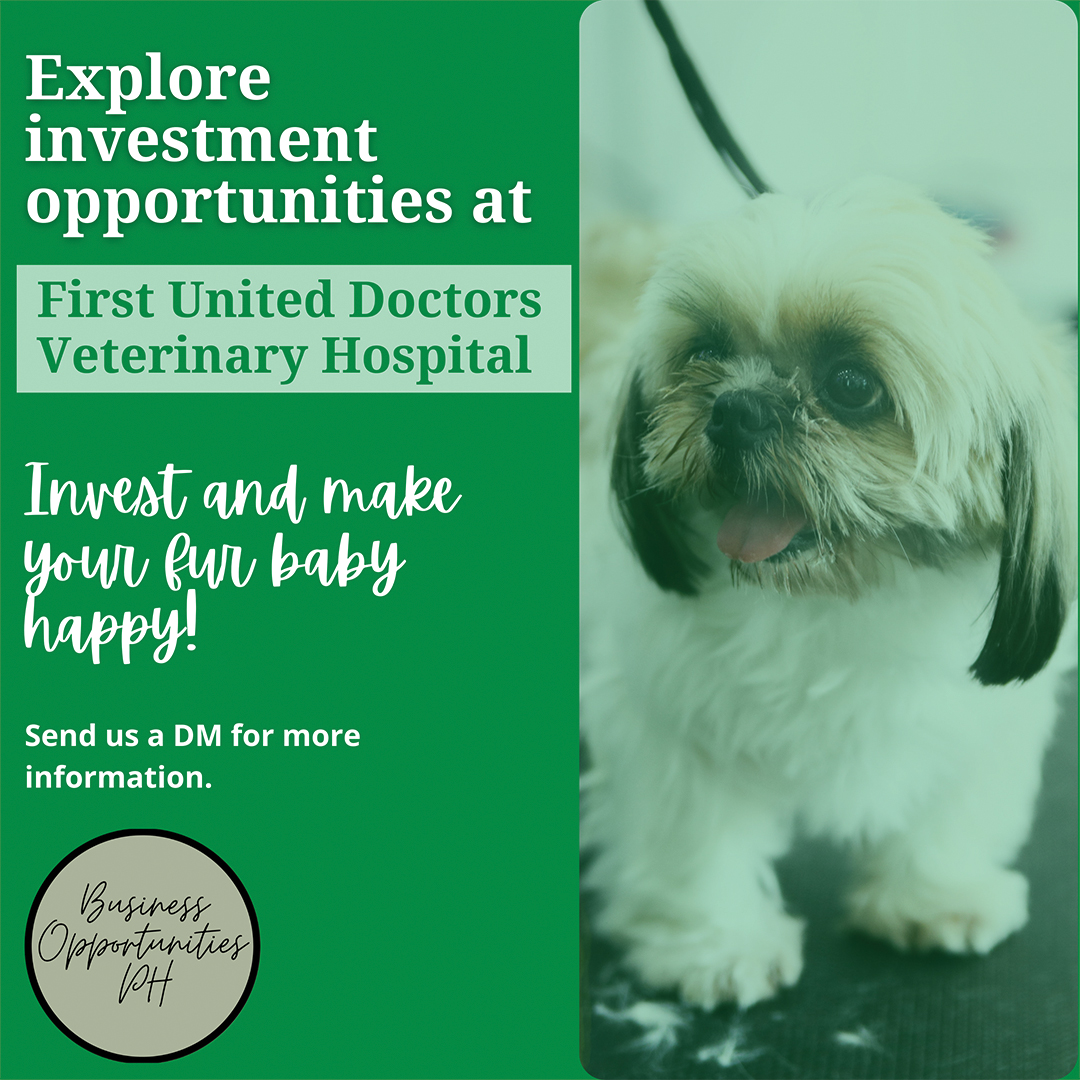 Explore
investment
opportunities at
First United Doctors
Veterinary Hospital
Invest and make
your fur baby
happy!
Send us a DM for more
information.
Business
Opportunities
PH